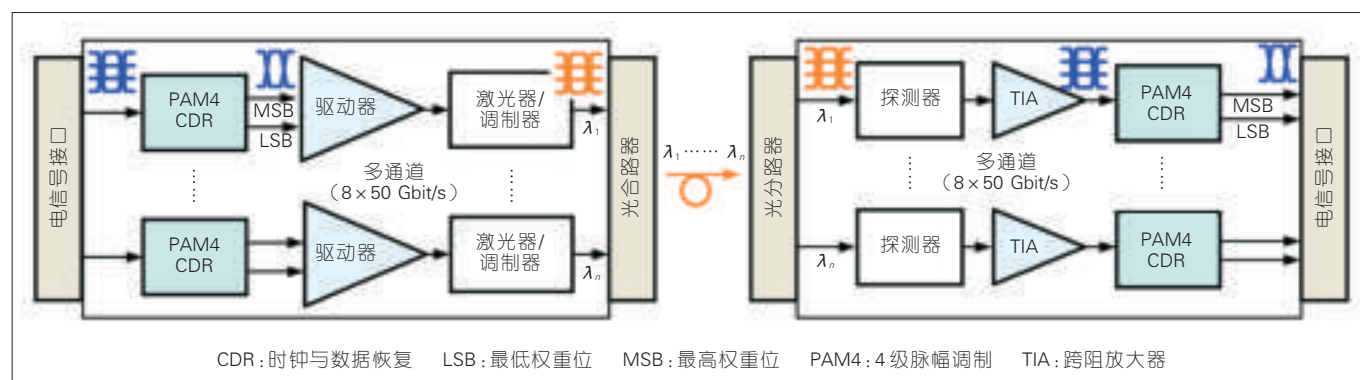 电信号接口
PAM4
CDR
MSB
LSB
驱动器
激光器/
调制器
λ1
多通道
(8×50 Gbit/s)
……
……
PAM4
CDR
驱动器
激光器/
调制器
λn
光合路器
λ1……λn
光分路器
λ1
探测器
TIA
PAM4
CDR
MSB
LSB
……
多通道
(8×50 Gbit/s)
……
λn
探测器
TIA
PAM4
CDR
电信号接口
CDR:时钟与数据恢复 LSB:最低权重位 MSB:最高权重位 PAM4:4级脉幅调制 TIA:跨阻放大器